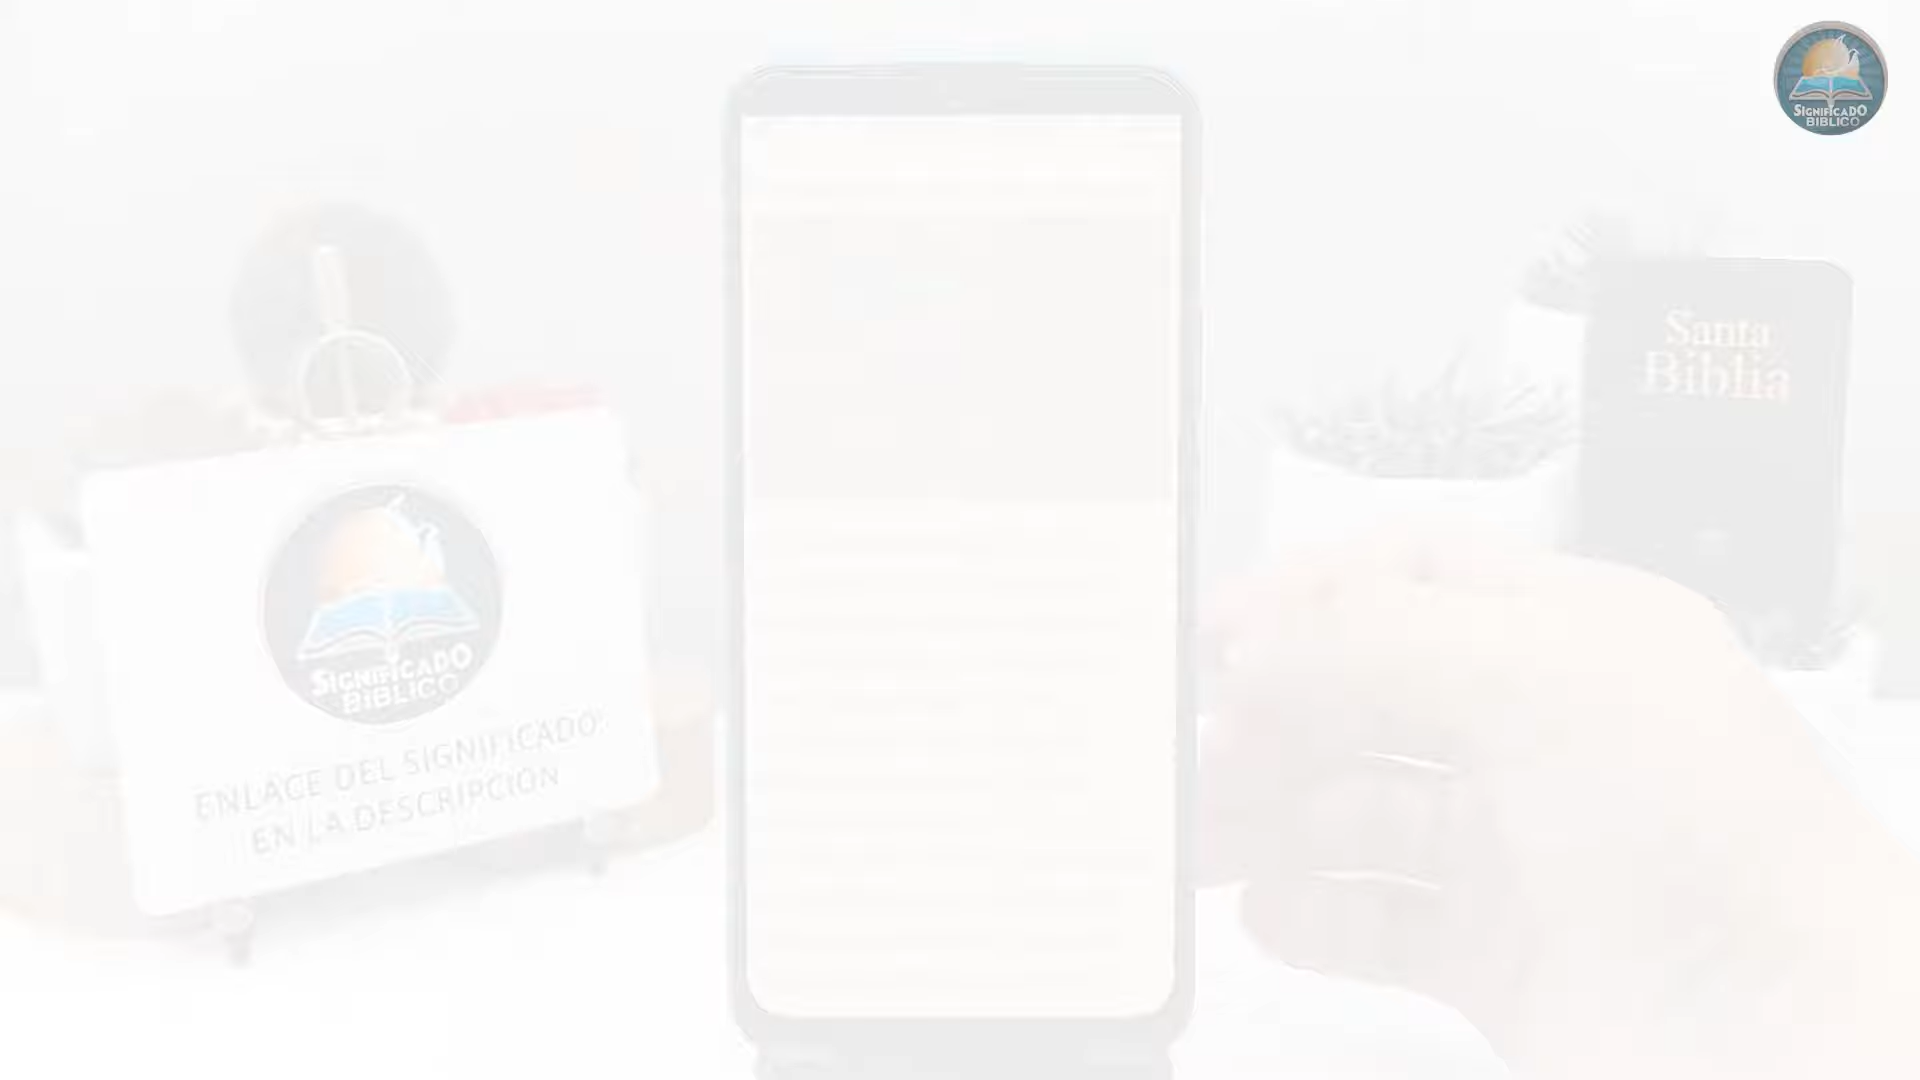 SIGNIFICADO
BIBLICO
Santa
Biblia
SIGNIFICADO
BIBLICO
ENLACE DEL SIGNIFICADO
EN LA DESCRIPCION